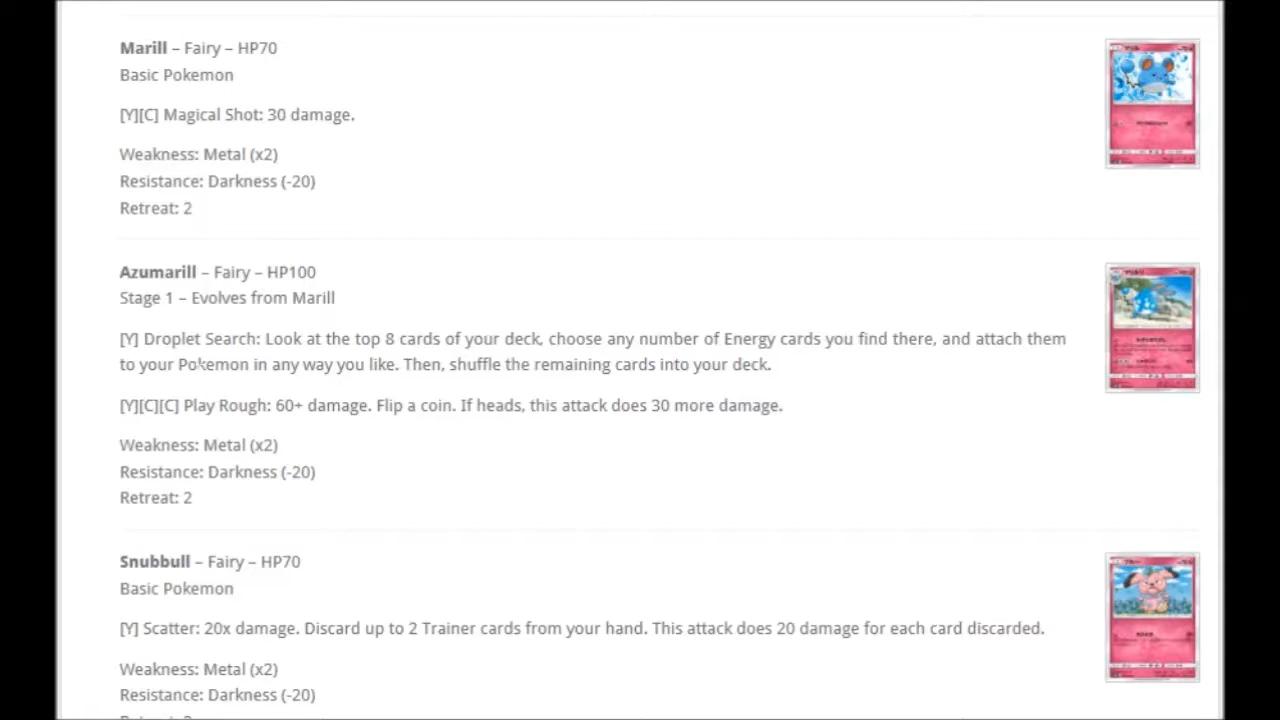 Marill – Fairy – HP70
Basic Pokemon
[Y][C] Magical Shot: 30 damage.
Weakness: Metal (x2)
Resistance: Darkness (-20)
Retreat: 2
Azumarill – Fairy – HP100
Stage 1 – Evolves from Marill
[Y] Droplet Search: Look at the top 8 cards of your deck, choose any number of Energy cards you find there, and attach them
to your Pokemon in any way you like. Then, shuffle the remaining cards into your deck.
[Y][C][C] Play Rough: 60+ damage. Flip a coin. If heads, this attack does 30 more damage.
Weakness: Metal (x2)
Resistance: Darkness (-20)
Retreat: 2
Snubbull – Fairy – HP70
Basic Pokemon
[Y] Scatter: 20x damage. Discard up to 2 Trainer cards from your hand. This attack does 20 damage for each card discarded.
Weakness: Metal (x2)
Resistance: Darkness (-20)